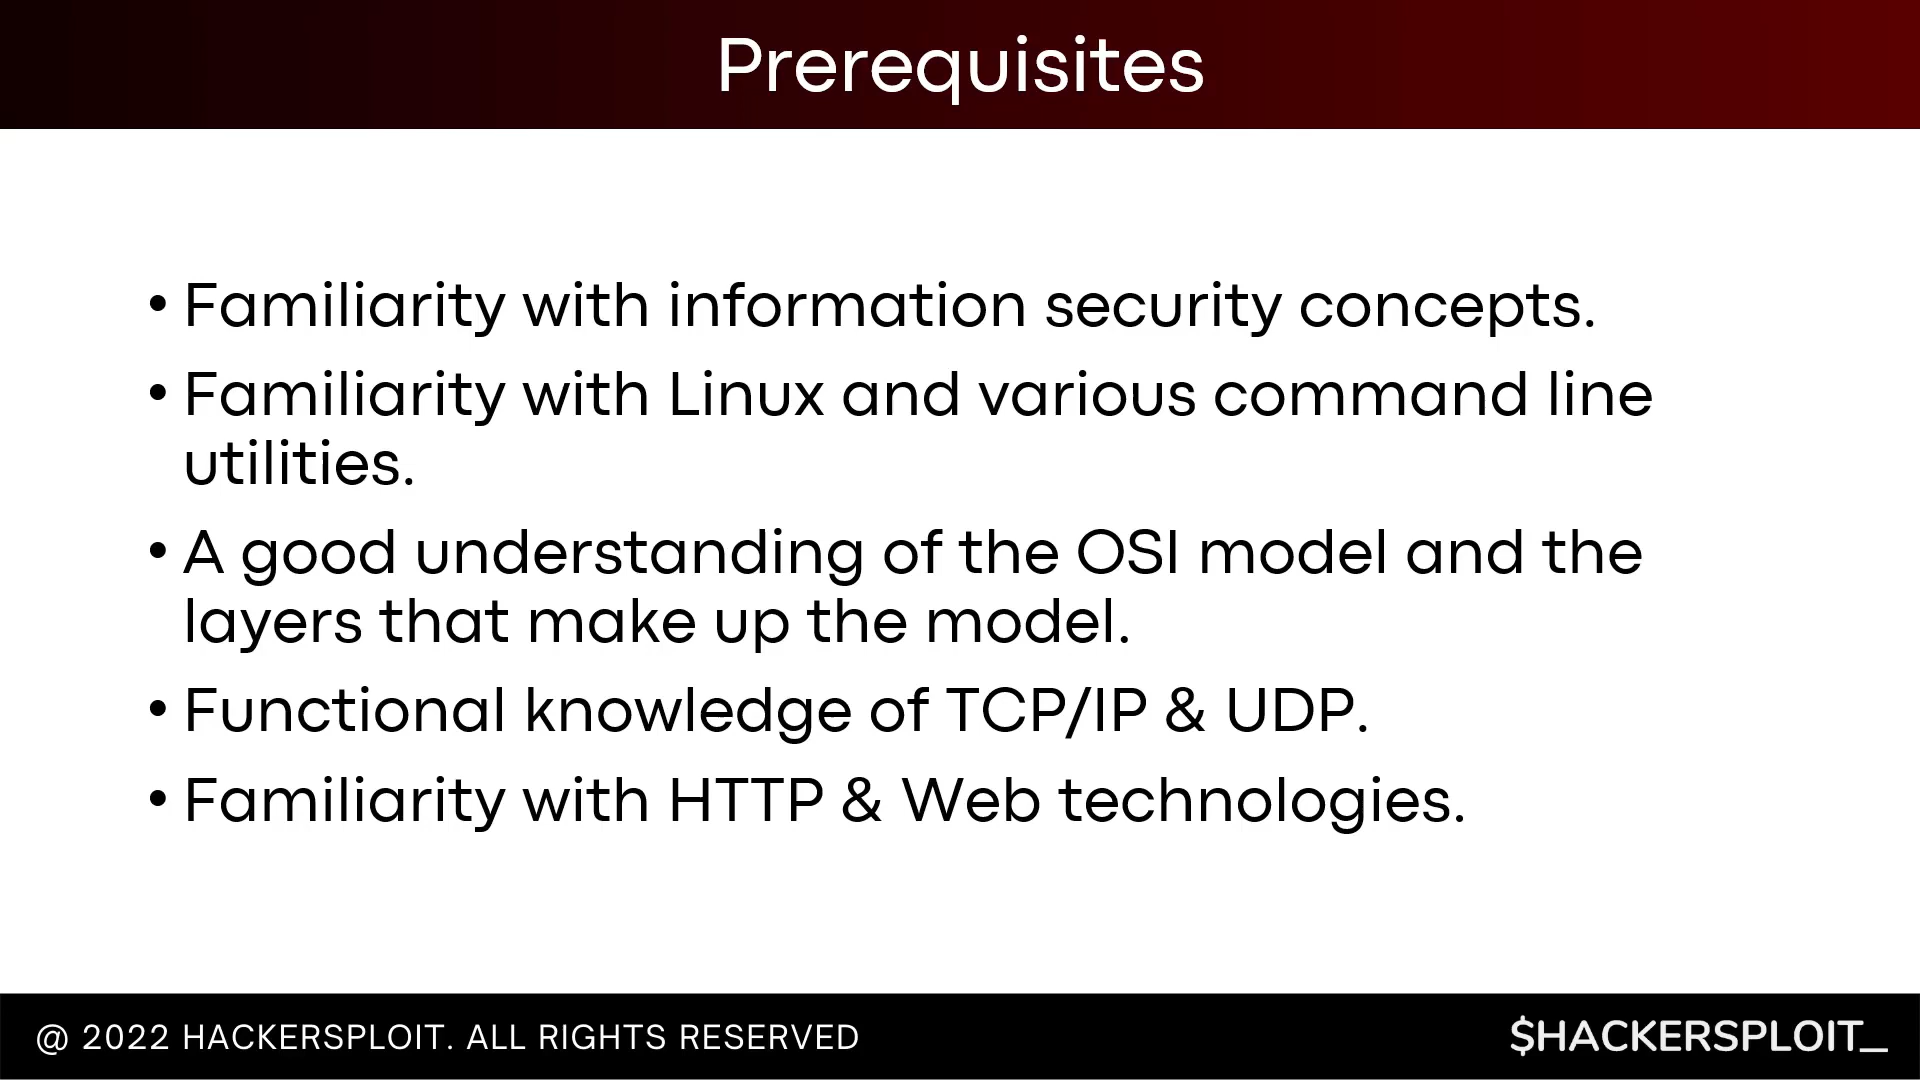 Prerequisites
• Familiarity with information security concepts.
• Familiarity with Linux and various command line
utilities.
• A good understanding of the OSI model and the
layers that make up the model.
• Functional knowledge of TCP/IP & UDP.
• Familiarity with HTTP & Web technologies.
@ 2022 HACKERSPLOIT. ALL RIGHTS RESERVED
$HACKERSPLOIT_